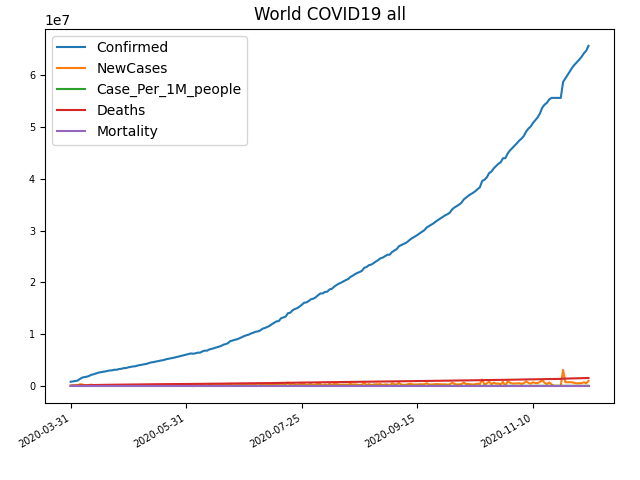 World COVID19 all
1e7
Confirmed
NewCases
Case_Per_1M_people
Deaths
Mortality
6
5
4
3
2
1
0
2020-03-31
2020-05-31
2020-07-25
2020-09-15
2020-11-10